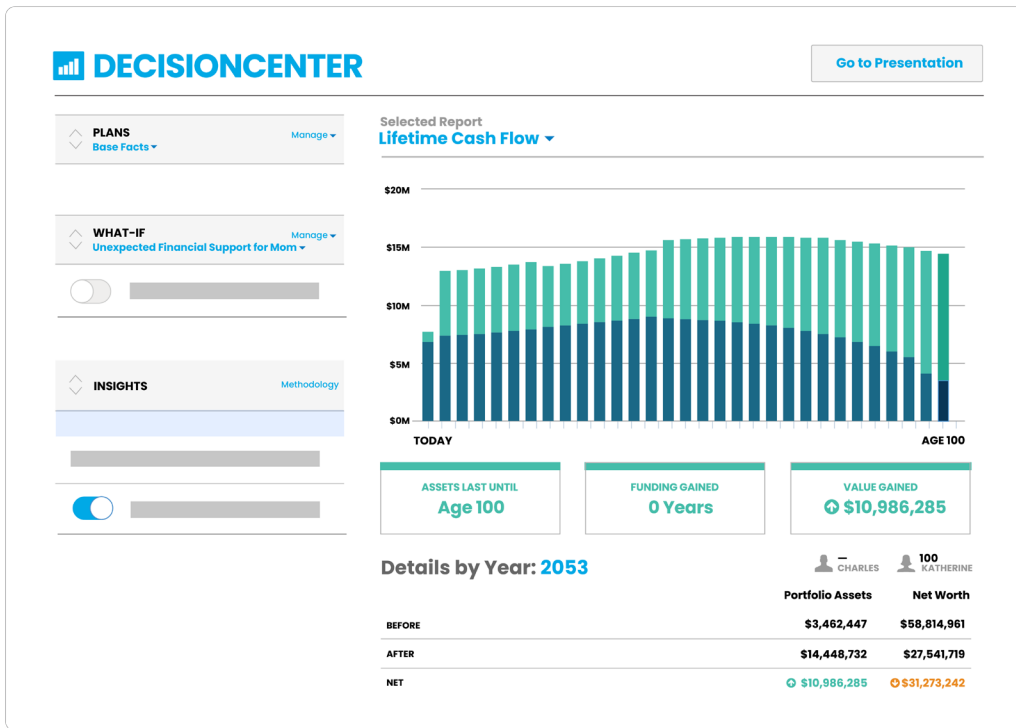 DECISIONCENTER
Go to Presentation
PLANS
Manage
Base Facts
WHAT-IF
Manage
Unexpected Financial Support for Mom
INSIGHTS
Methodology
Selected Report
Lifetime Cash Flow
$20M
$15M
$10M
$5M
$0M
TODAY
AGE 100
ASSETS LAST UNTIL
Age 100
FUNDING GAINED
0 Years
VALUE GAINED
$10,986,285
Details by Year: 2053
–
CHARLES
100
KATHERINE
Portfolio Assets Net Worth
BEFORE $3,462,447 $58,814,961
AFTER $14,448,732 $27,541,719
NET $10,986,285 $31,273,242